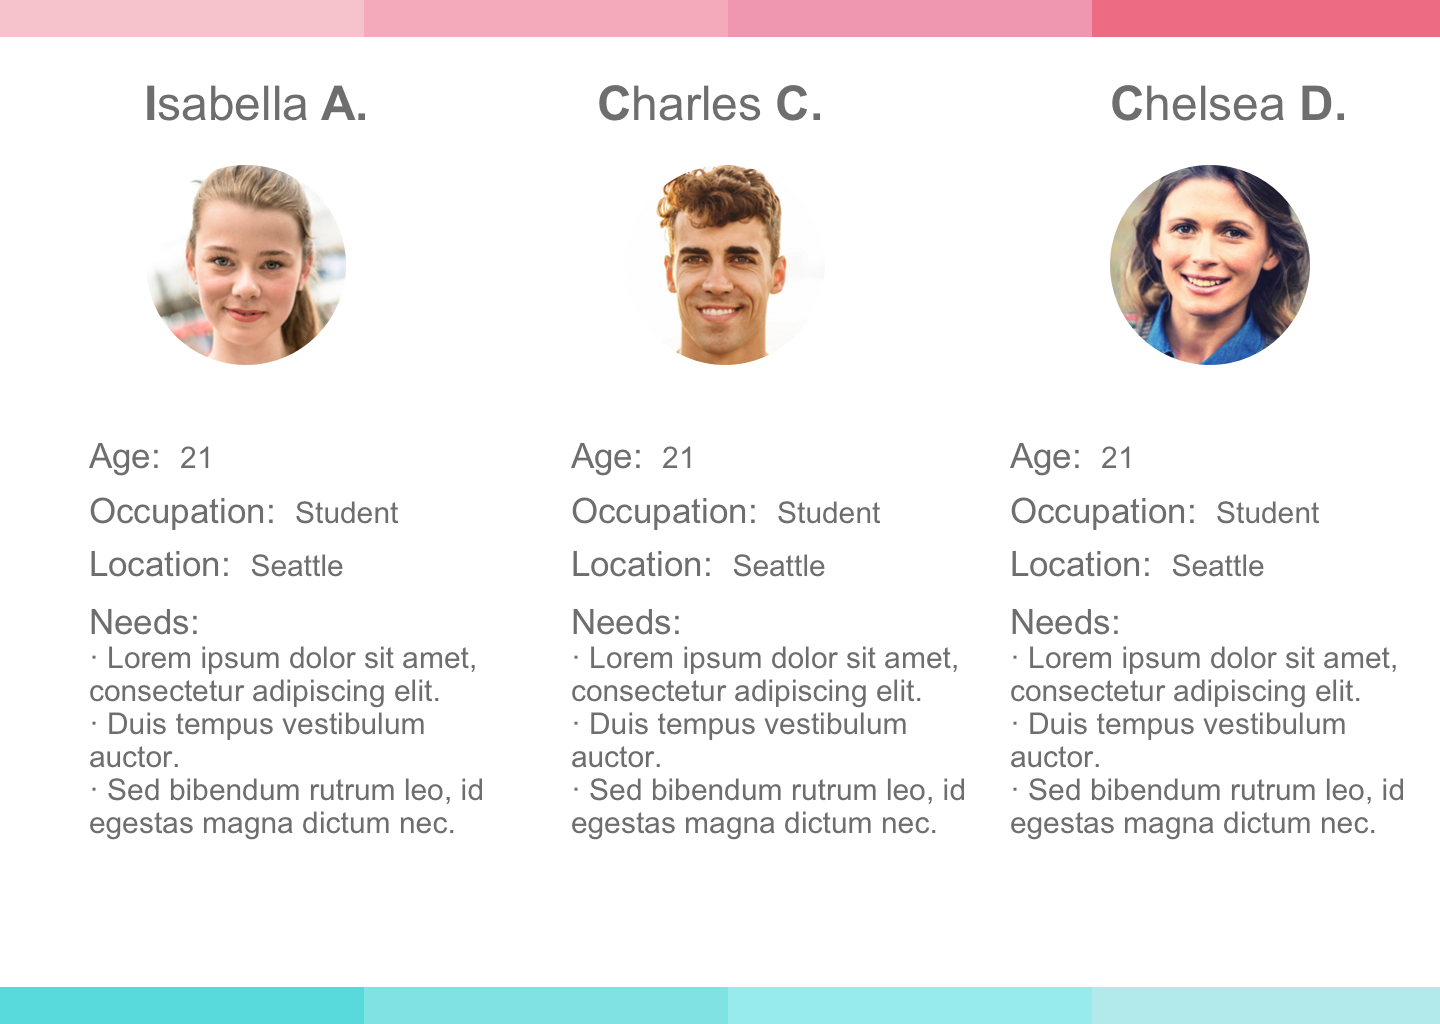 Isabella A.
Age: 21
Occupation: Student
Location: Seattle
Needs:
· Lorem ipsum dolor sit amet,
consectetur adipiscing elit.
· Duis tempus vestibulum
auctor.
· Sed bibendum rutrum leo, id
egestas magna dictum nec.
Charles C.
Age: 21
Occupation: Student
Location: Seattle
Needs:
· Lorem ipsum dolor sit amet,
consectetur adipiscing elit.
· Duis tempus vestibulum
auctor.
· Sed bibendum rutrum leo, id
egestas magna dictum nec.
Chelsea D.
Age: 21
Occupation: Student
Location: Seattle
Needs:
· Lorem ipsum dolor sit amet,
consectetur adipiscing elit.
· Duis tempus vestibulum
auctor.
· Sed bibendum rutrum leo, id
egestas magna dictum nec.